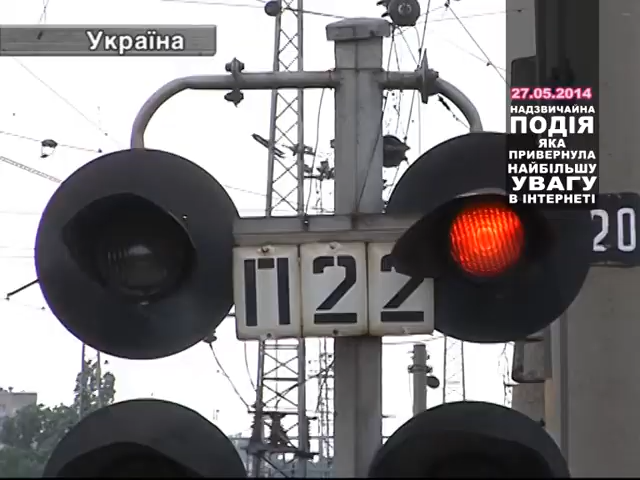 Україна
27.05.2014
НАДЗВИЧАЙНА
ПОДІЯ
ЯКА
ПРИВЕРНУЛА
НАЙБІЛЬШУ
УВАГУ
В ІНТЕРНЕТІ
20
П22